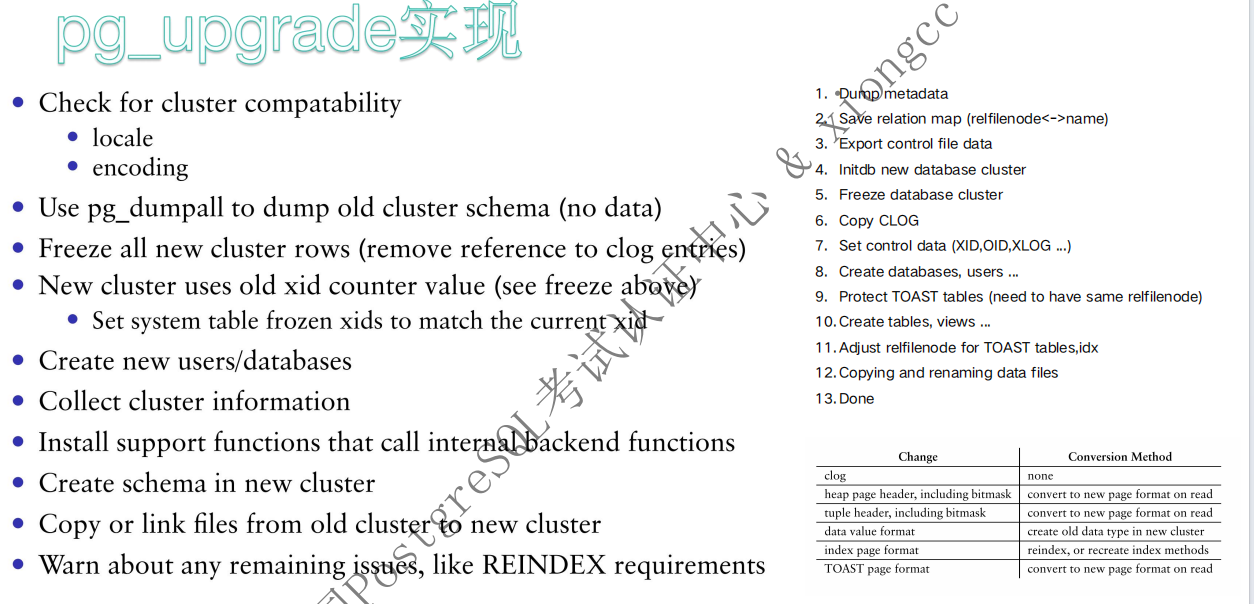 pg_upgrade实现
• Check for cluster compatability
• locale
• encoding
• Use pg_dumpall to dump old cluster schema (no data)
• Freeze all new cluster rows (remove reference to clog entries)
• New cluster uses old xid counter value (see freeze above)
• Set system table frozen xids to match the current xid
• Create new users/databases
• Collect cluster information
• Install support functions that call internal backend functions
• Create schema in new cluster
• Copy or link files from old cluster to new cluster
• Warn about any remaining issues, like REINDEX requirements
1. Dump metadata
2. Save relation map (relfilenode<->name)
3. Export control file data
4. Initdb new database cluster
5. Freeze database cluster
6. Copy CLOG
7. Set control data (XID,OID,XLOG ...)
8. Create databases, users ...
9. Protect TOAST tables (need to have same relfilenode)
10. Create tables, views ...
11. Adjust relfilenode for TOAST tables,idx
12. Copying and renaming data files
13. Done
Change Conversion Method
clog none
heap page header, including bitmask convert to new page format on read
tuple header, including bitmask convert to new page format on read
data value format create old data type in new cluster
index page format reindex, or recreate index methods
TOAST page format convert to new page format on read
PostgreSQL考试认证中心 & xiongcc